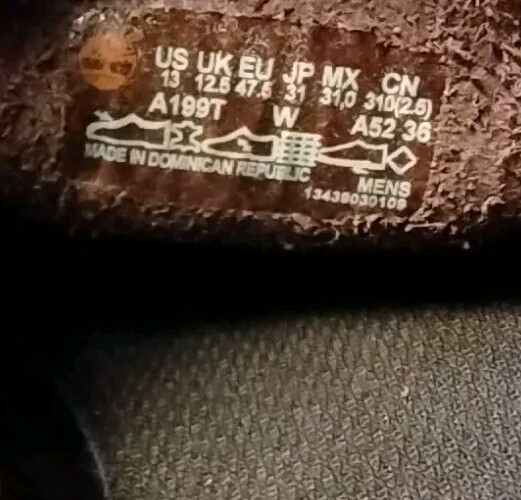 US UK EU JP MX CN
13 12.5 47.5 31 31,0 310(2.5)
A199T W A52 36
MADE IN DOMINICAN REPUBLIC
MENS
13439030109